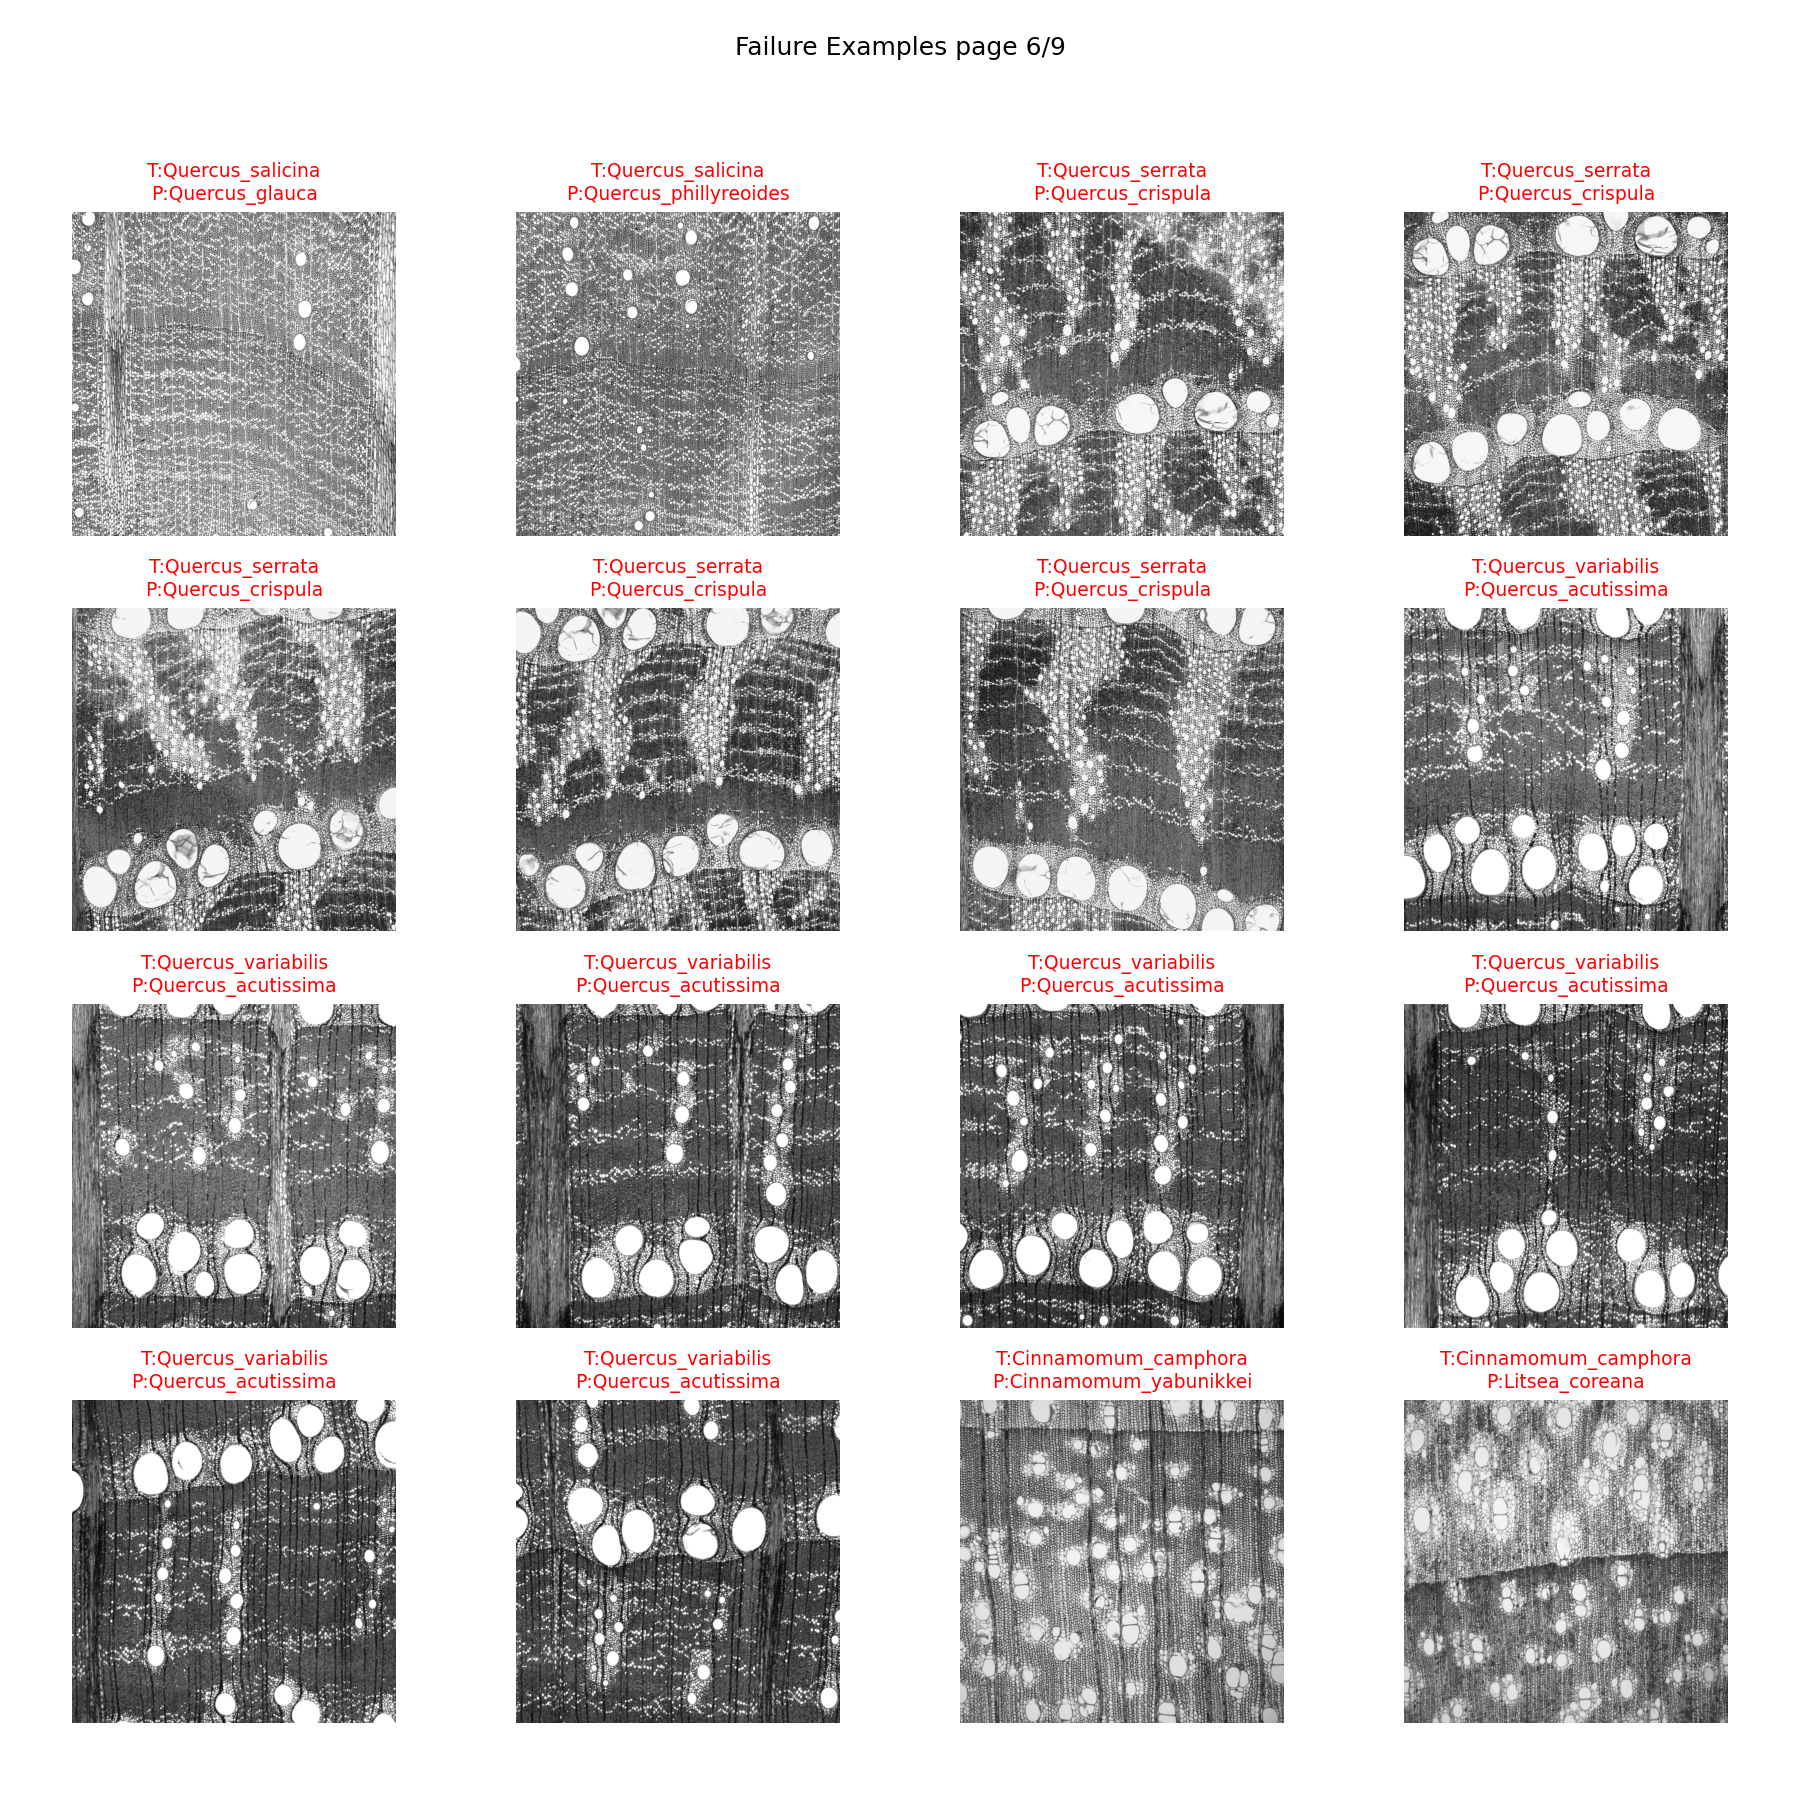 Failure Examples page 6/9
T:Quercus_salicina
P:Quercus_glauca
T:Quercus_salicina
P:Quercus_phillyreoides
T:Quercus_serrata
P:Quercus_crispula
T:Quercus_serrata
P:Quercus_crispula
T:Quercus_serrata
P:Quercus_crispula
T:Quercus_serrata
P:Quercus_crispula
T:Quercus_serrata
P:Quercus_crispula
T:Quercus_variabilis
P:Quercus_acutissima
T:Quercus_variabilis
P:Quercus_acutissima
T:Quercus_variabilis
P:Quercus_acutissima
T:Quercus_variabilis
P:Quercus_acutissima
T:Quercus_variabilis
P:Quercus_acutissima
T:Quercus_variabilis
P:Quercus_acutissima
T:Quercus_variabilis
P:Quercus_acutissima
T:Cinnamomum_camphora
P:Cinnamomum_yabunikkei
T:Cinnamomum_camphora
P:Litsea_coreana